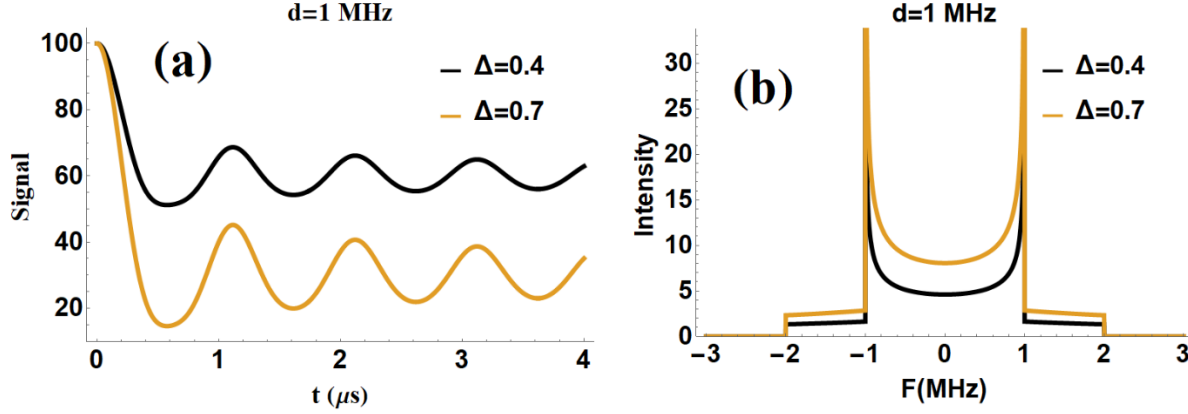 d=1 MHz
(a)
Δ=0.4
Δ=0.7
Signal
100
80
60
40
20
0
1
2
3
4
t (μs)
d=1 MHz
(b)
Δ=0.4
Δ=0.7
Intensity
30
25
20
15
10
5
0
−3
−2
−1
0
1
2
3
F(MHz)